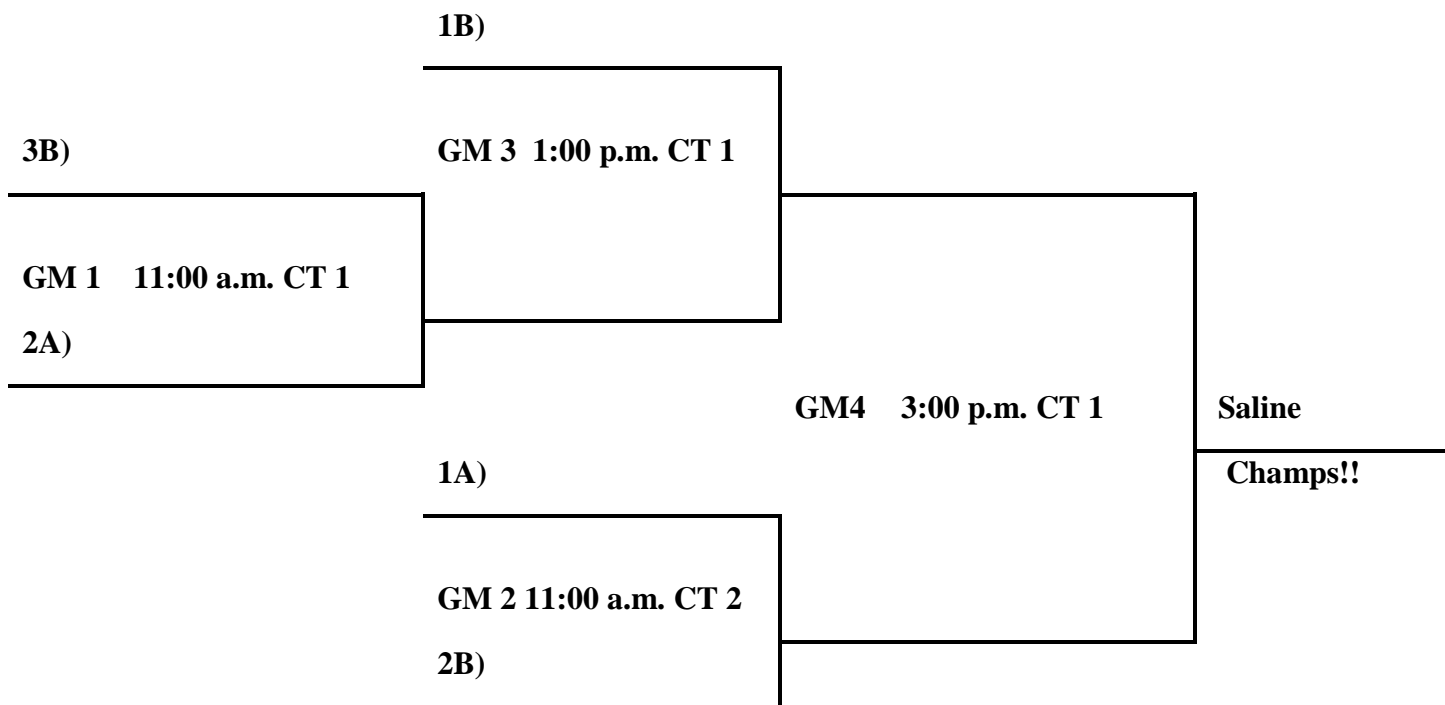 1B)
3B)
GM 3 1:00 p.m. CT 1
GM 1 11:00 a.m. CT 1
2A)
GM4 3:00 p.m. CT 1
Saline
1A)
Champs!!
GM 2 11:00 a.m. CT 2
2B)